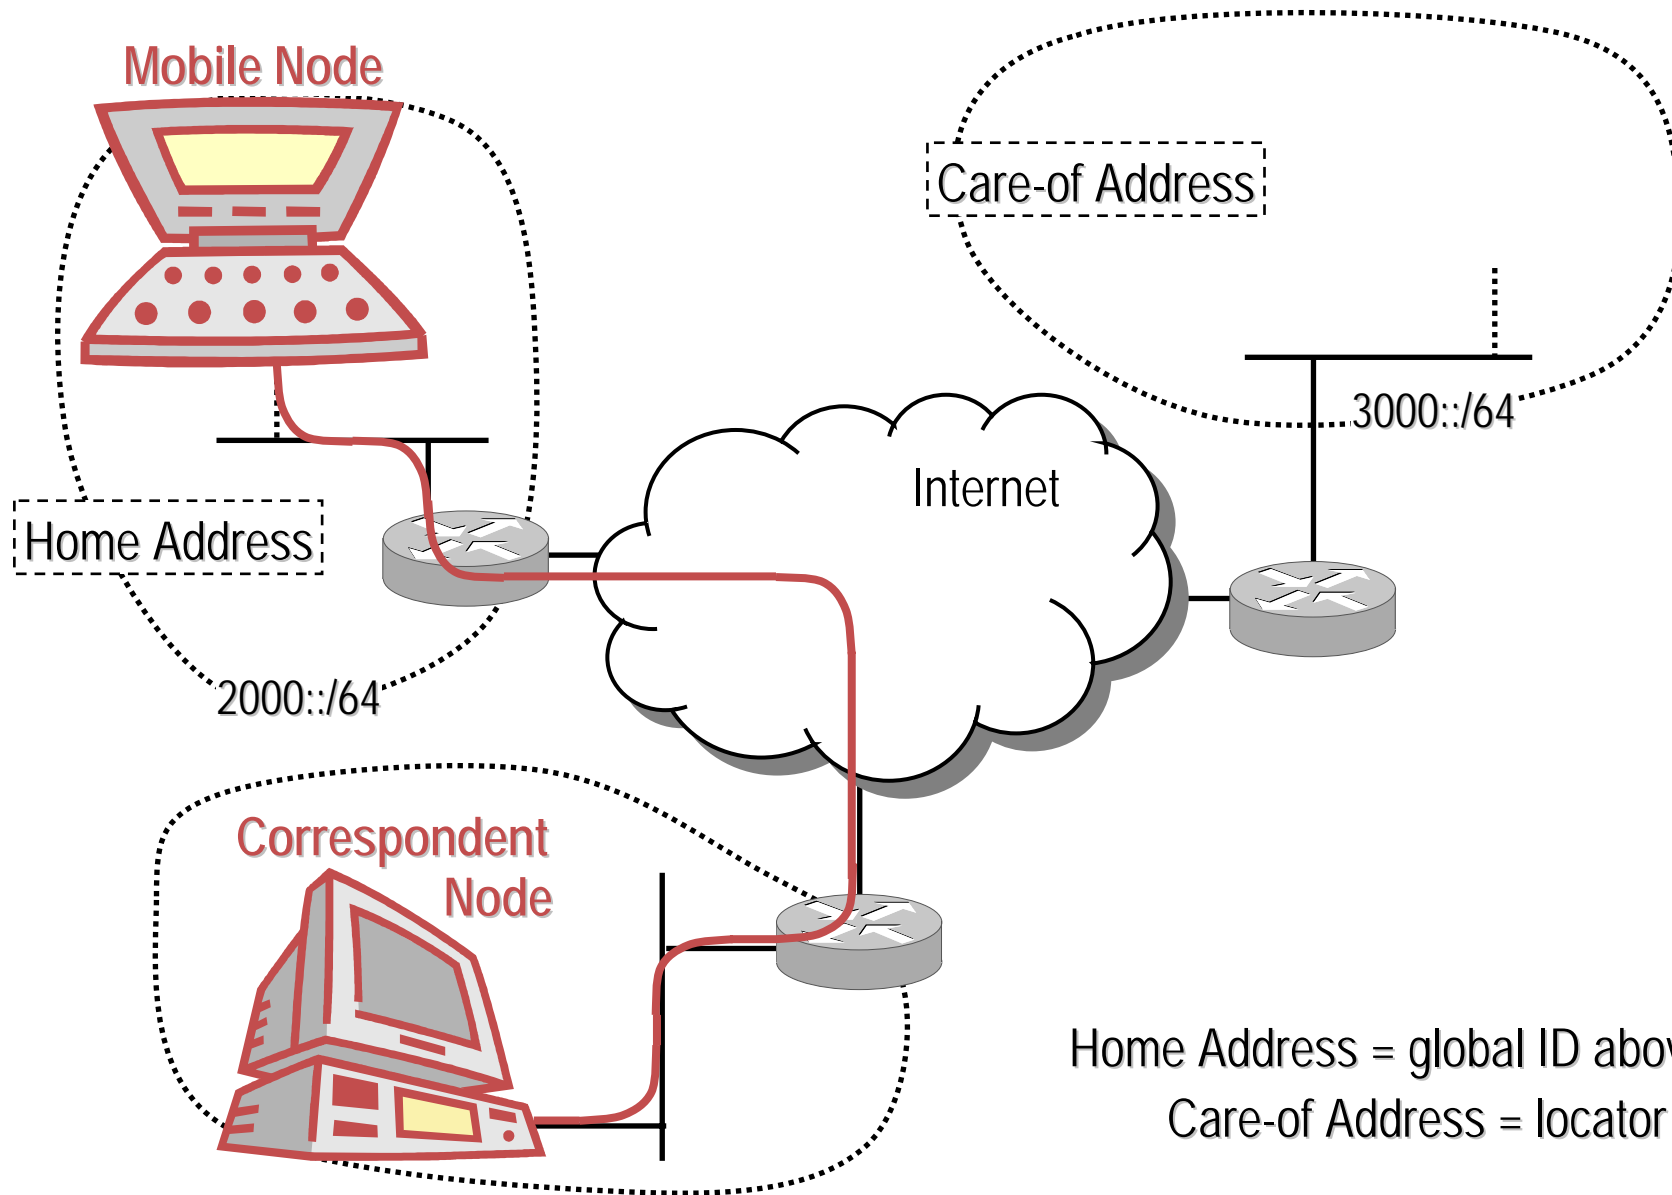 Mobile Node
Care-of Address
3000::/64
Internet
Home Address
2000::/64
Correspondent
Node
Home Address = global ID
Care-of Address = locator